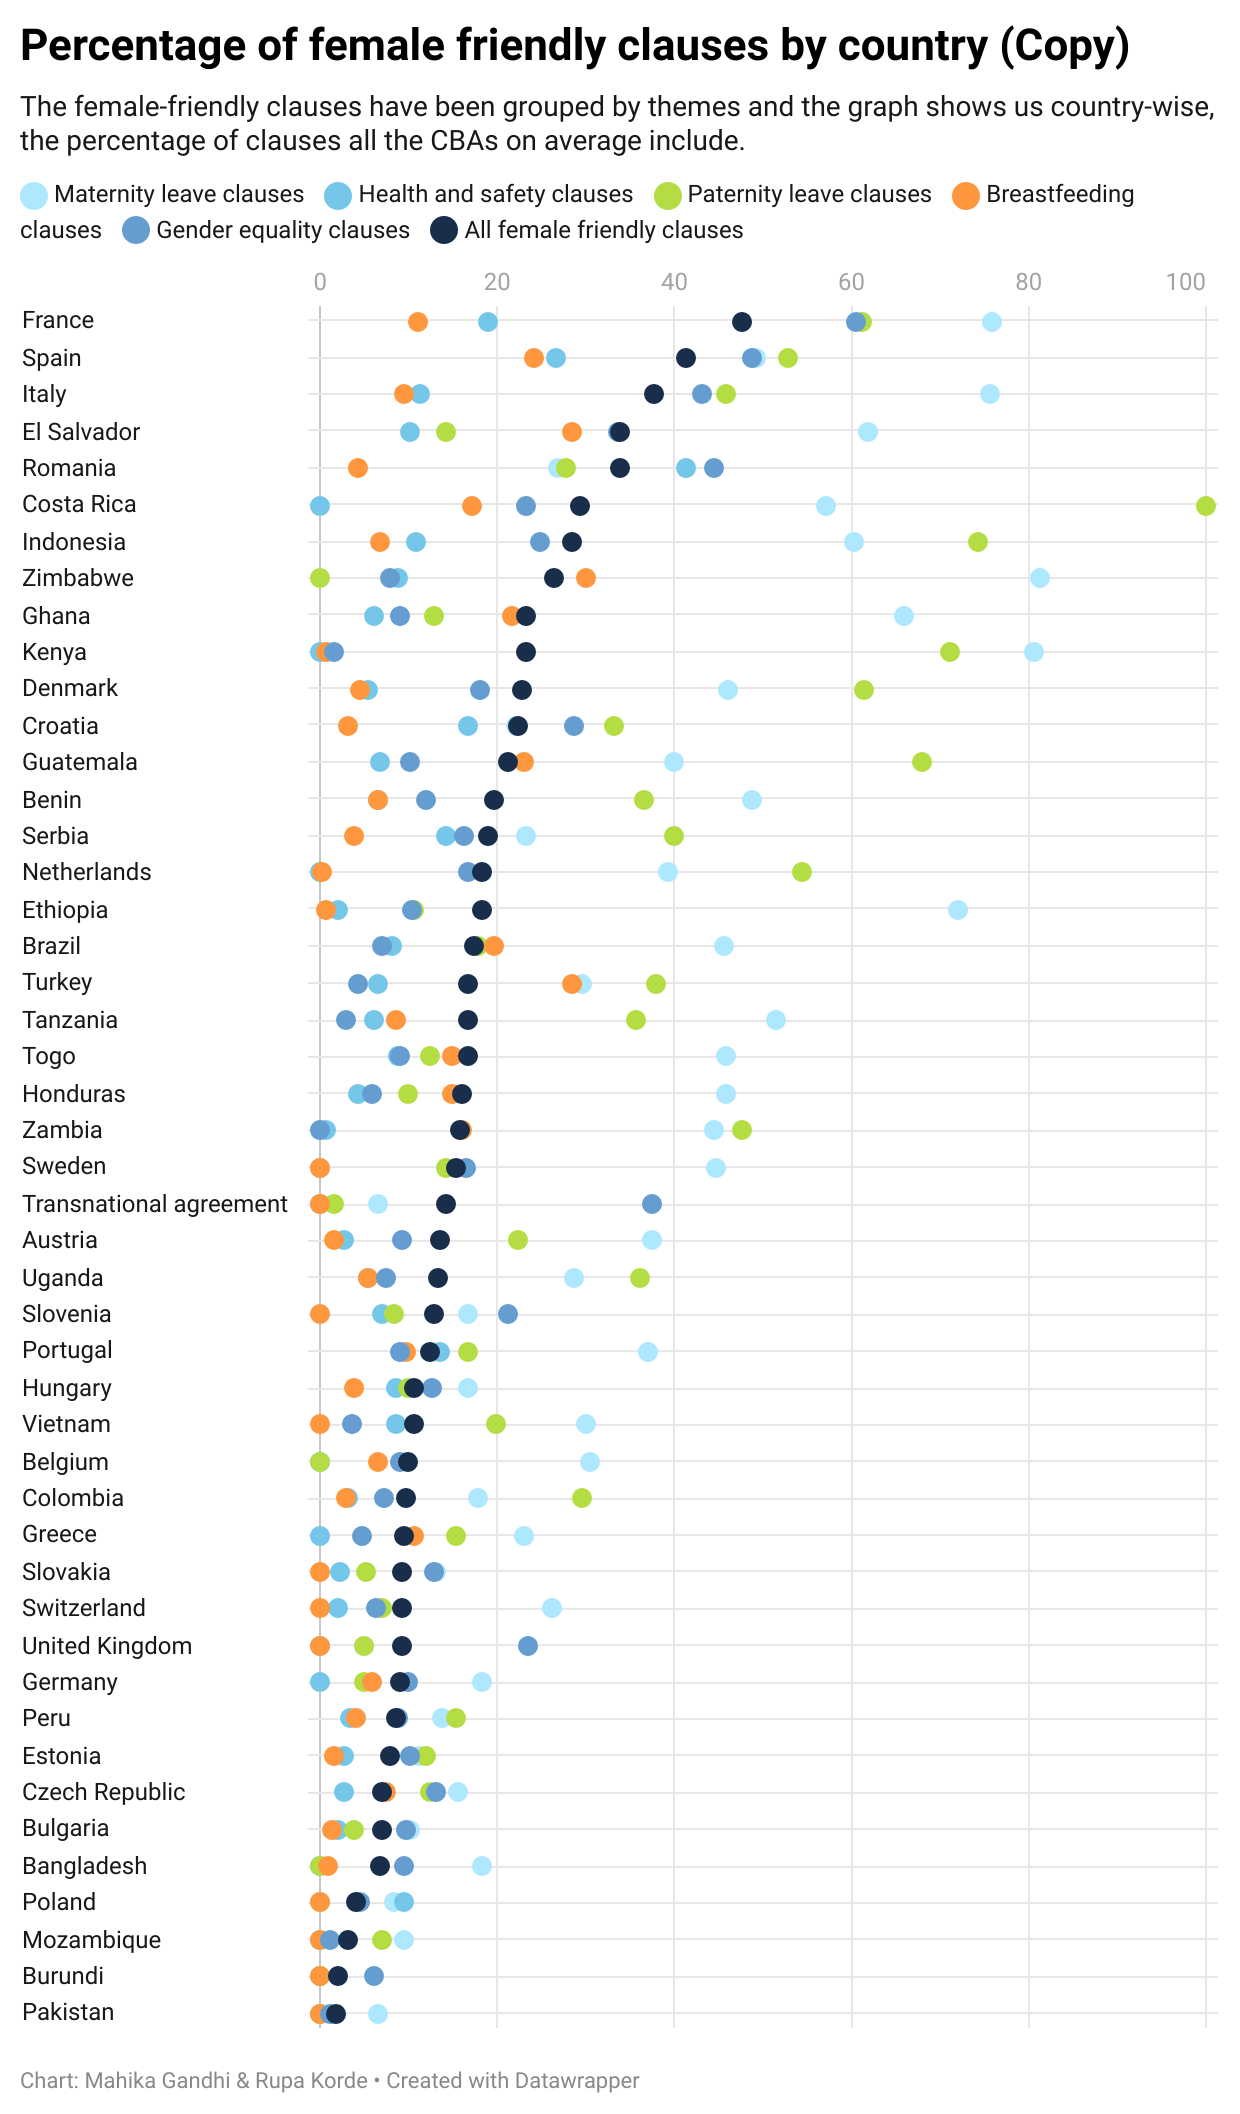 Percentage of female friendly clauses by country (Copy)
The female-friendly clauses have been grouped by themes and the graph shows us country-wise,
the percentage of clauses all the CBAs on average include.
Maternity leave clauses Health and safety clauses Paternity leave clauses Breastfeeding
clauses Gender equality clauses All female friendly clauses
0 20 40 60 80 100
France
Spain
Italy
El Salvador
Romania
Costa Rica
Indonesia
Zimbabwe
Ghana
Kenya
Denmark
Croatia
Guatemala
Benin
Serbia
Netherlands
Ethiopia
Brazil
Turkey
Tanzania
Togo
Honduras
Zambia
Sweden
Transnational agreement
Austria
Uganda
Slovenia
Portugal
Hungary
Vietnam
Belgium
Colombia
Greece
Slovakia
Switzerland
United Kingdom
Germany
Peru
Estonia
Czech Republic
Bulgaria
Bangladesh
Poland
Mozambique
Burundi
Pakistan
Chart: Mahika Gandhi & Rupa Korde • Created with Datawrapper